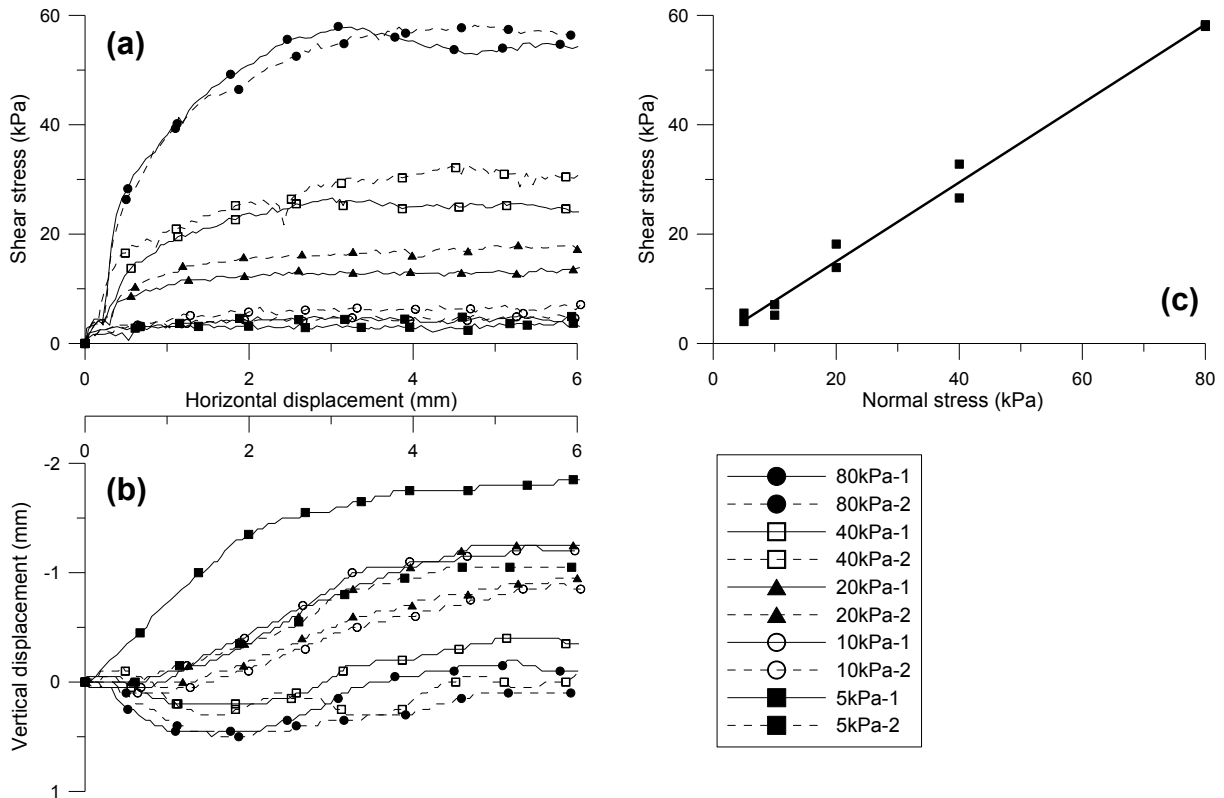 (a)
Shear stress (kPa)
60
40
20
0
0
2
4
6
Horizontal displacement (mm)
0
2
4
6
(b)
Vertical displacement (mm)
-2
-1
0
1
(c)
Shear stress (kPa)
60
40
20
0
0
20
40
60
80
Normal stress (kPa)
80kPa-1
80kPa-2
40kPa-1
40kPa-2
20kPa-1
20kPa-2
10kPa-1
10kPa-2
5kPa-1
5kPa-2